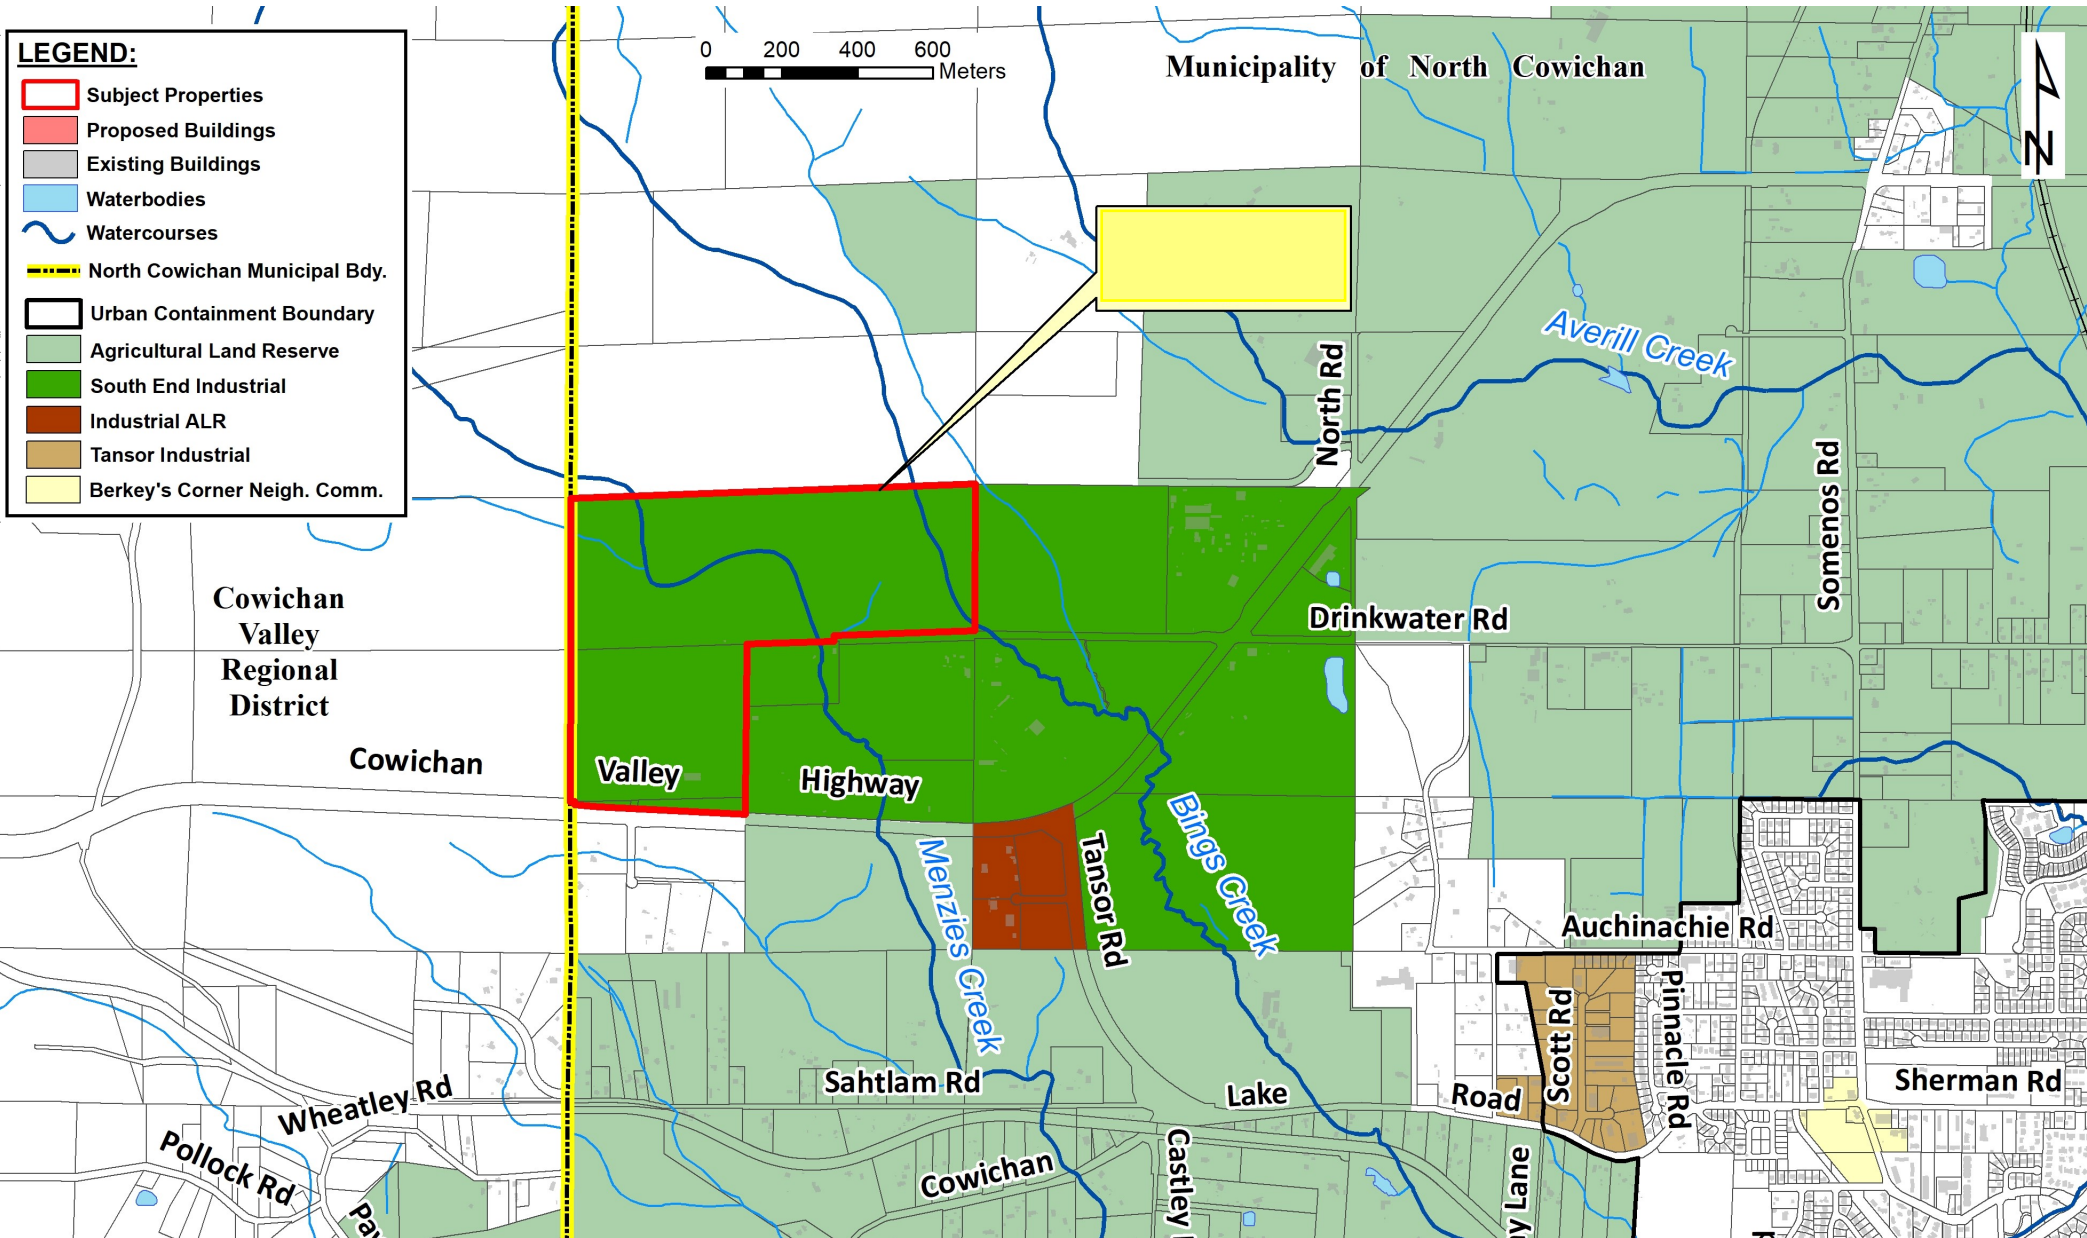 LEGEND:
Subject Properties
Proposed Buildings
Existing Buildings
Waterbodies
Watercourses
North Cowichan Municipal Bdy.
Urban Containment Boundary
Agricultural Land Reserve
South End Industrial
Industrial ALR
Tansor Industrial
Berkey's Corner Neigh. Comm.
0 200 400 600
Meters
Municipality of North Cowichan
N
Averill Creek
North Rd
Somenos Rd
Drinkwater Rd
Cowichan
Valley
Regional
District
Cowichan Valley Highway
Menzies Creek
Tansor Rd
Bings Creek
Auchinachie Rd
Scott Rd
Pinnacle Rd
Sherman Rd
Sahtlam Rd
Lake Road
Wheatley Rd
Pollock Rd
Cowichan
Castley
Lane